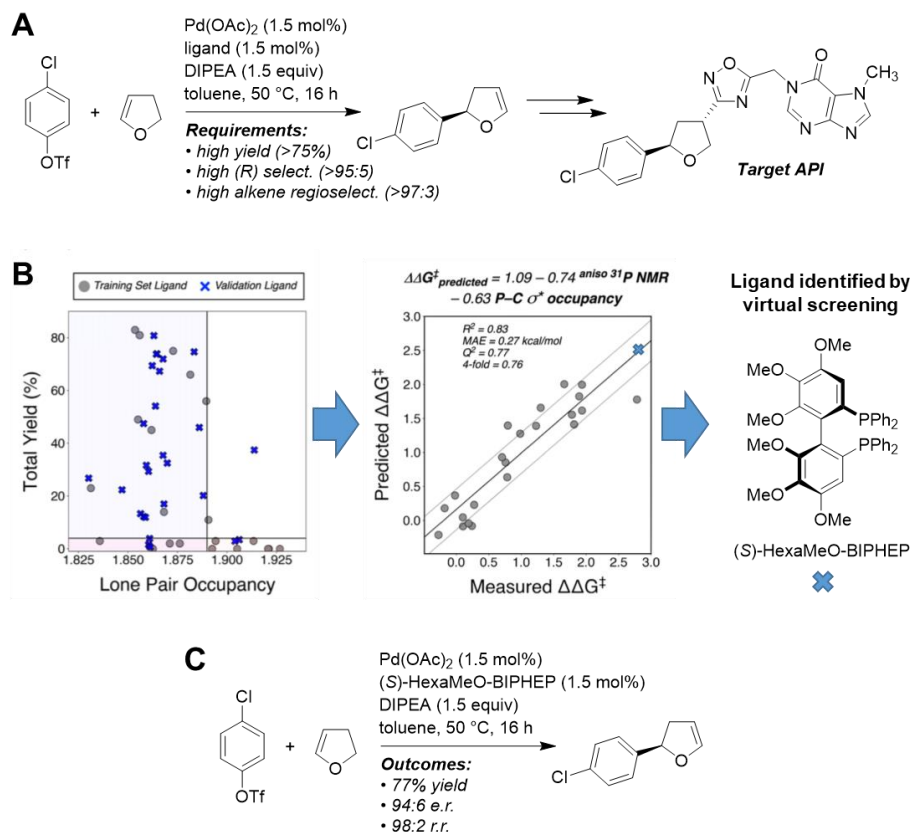 A
Cl
OTf
+
O
Pd(OAc)2 (1.5 mol%)
ligand (1.5 mol%)
DIPEA (1.5 equiv)
toluene, 50 °C, 16 h
Requirements:
• high yield (>75%)
• high (R) select. (>95:5)
• high alkene regioselect. (>97:3)
Cl
O
Cl
O
N
O
N
O
N
N
N
N
CH3
Target API
B
Training Set Ligand
Validation Ligand
Total Yield (%)
80
60
40
20
0
1.825
1.850
1.875
1.900
1.925
Lone Pair Occupancy
ΔΔG‡predicted = 1.09 – 0.74 aniso 31P NMR
– 0.63 P–C σ* occupancy
R2 = 0.83
MAE = 0.27 kcal/mol
Q2 = 0.77
4-fold = 0.76
Predicted ΔΔG‡
3.0
2.5
2.0
1.5
1.0
0.5
0.0
0.0
0.5
1.0
1.5
2.0
2.5
3.0
Measured ΔΔG‡
Ligand identified by
virtual screening
OMe
MeO
MeO
PPh2
MeO
PPh2
MeO
OMe
(S)-HexaMeO-BIPHEP
C
Cl
OTf
+
O
Pd(OAc)2 (1.5 mol%)
(S)-HexaMeO-BIPHEP (1.5 mol%)
DIPEA (1.5 equiv)
toluene, 50 °C, 16 h
Outcomes:
• 77% yield
• 94:6 e.r.
• 98:2 r.r.
Cl
O